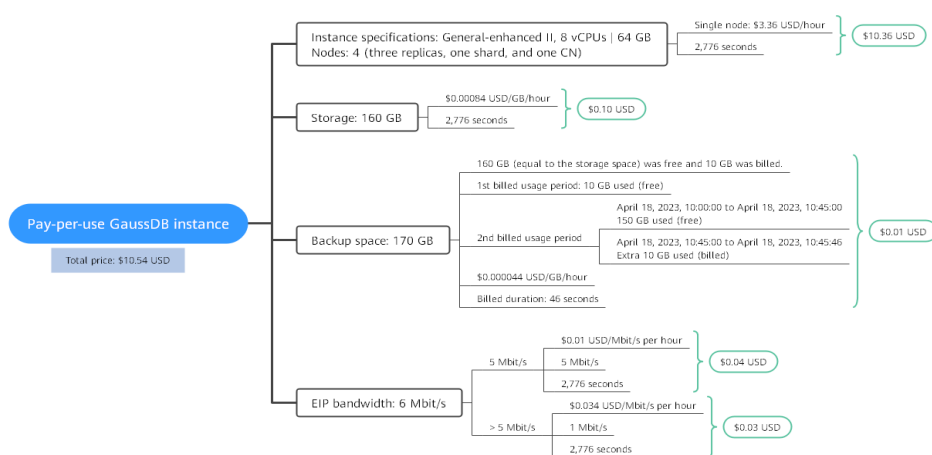 Instance specifications: General-enhanced II, 8 vCPUs | 64 GB
Nodes: 4 (three replicas, one shard, and one CN)
Single node: $3.36 USD/hour
2,776 seconds
$10.36 USD
Storage: 160 GB
$0.00084 USD/GB/hour
2,776 seconds
$0.10 USD
Pay-per-use GaussDB instance
Total price: $10.54 USD
Backup space: 170 GB
160 GB (equal to the storage space) was free and 10 GB was billed.
1st billed usage period: 10 GB used (free)
2nd billed usage period
April 18, 2023, 10:00:00 to April 18, 2023, 10:45:00
150 GB used (free)
April 18, 2023, 10:45:00 to April 18, 2023, 10:45:46
Extra 10 GB used (billed)
$0.000044 USD/GB/hour
Billed duration: 46 seconds
$0.01 USD
EIP bandwidth: 6 Mbit/s
5 Mbit/s
$0.01 USD/Mbit/s per hour
5 Mbit/s
2,776 seconds
$0.04 USD
> 5 Mbit/s
$0.034 USD/Mbit/s per hour
1 Mbit/s
2,776 seconds
$0.03 USD